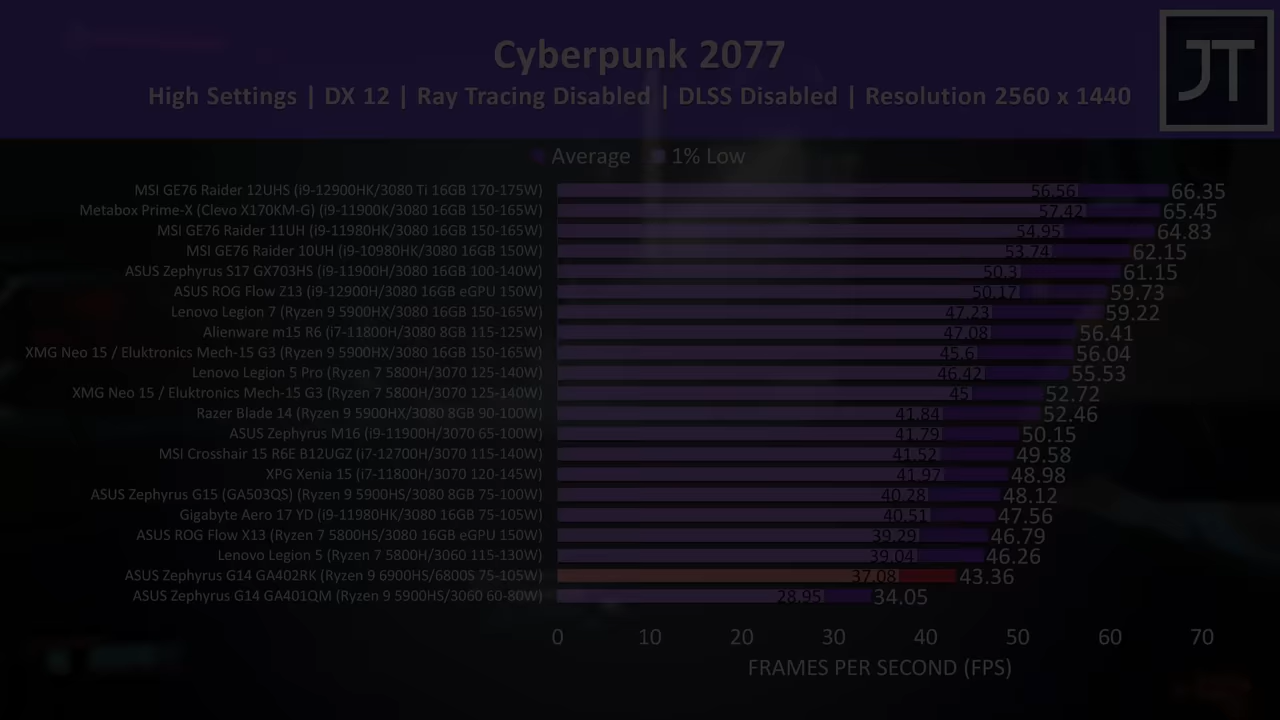 Cyberpunk 2077
JT
High Settings | DX 12 | Ray Tracing Disabled | DLSS Disabled | Resolution 2560 x 1440
Average 1% Low
MSI GE76 Raider 12UHS (i9-12900HK/3080 Ti 16GB 170-175W) 56.56 66.35
Metabox Prime-X (Clevo X170KM-G) (i9-11900K/3080 16GB 150-165W) 57.42 65.45
MSI GE76 Raider 11UH (i9-11980HK/3080 16GB 150-165W) 54.95 64.83
MSI GE76 Raider 10UH (i9-10980HK/3080 16GB 150W) 53.74 62.15
ASUS Zephyrus S17 GX703HS (i9-11900H/3080 16GB 100-140W) 50.3 61.15
ASUS ROG Flow Z13 (i9-12900H/3080 16GB eGPU 150W) 50.17 59.73
Lenovo Legion 7 (Ryzen 9 5900HX/3080 16GB 150-165W) 47.23 59.22
Alienware m15 R6 (i7-11800H/3080 8GB 115-125W) 47.08 56.41
XMG Neo 15 / Eluktronics Mech-15 G3 (Ryzen 9 5900HX/3080 16GB 150-165W) 45.6 56.04
Lenovo Legion 5 Pro (Ryzen 7 5800H/3070 125-140W) 46.42 55.53
XMG Neo 15 / Eluktronics Mech-15 G3 (Ryzen 7 5800H/3070 125-140W) 45 52.72
Razer Blade 14 (Ryzen 9 5900HX/3080 8GB 90-100W) 41.84 52.46
ASUS Zephyrus M16 (i9-11900H/3070 65-100W) 41.79 50.15
MSI Crosshair 15 R6E B12UGZ (i7-12700H/3070 115-140W) 41.52 49.58
XPG Xenia 15 (i7-11800H/3070 120-145W) 41.97 48.98
ASUS Zephyrus G15 (GA503QS) (Ryzen 9 5900HS/3080 8GB 75-100W) 40.28 48.12
Gigabyte Aero 17 YD (i9-11980HK/3080 16GB 75-105W) 40.51 47.56
ASUS ROG Flow X13 (Ryzen 7 5800HS/3080 16GB eGPU 150W) 39.29 46.79
Lenovo Legion 5 (Ryzen 7 5800H/3060 115-130W) 39.04 46.26
ASUS Zephyrus G14 GA402RK (Ryzen 9 6900HS/6800S 75-105W) 37.08 43.36
ASUS Zephyrus G14 GA401QM (Ryzen 9 5900HS/3060 60-80W) 28.95 34.05
0 10 20 30 40 50 60 70
FRAMES PER SECOND (FPS)